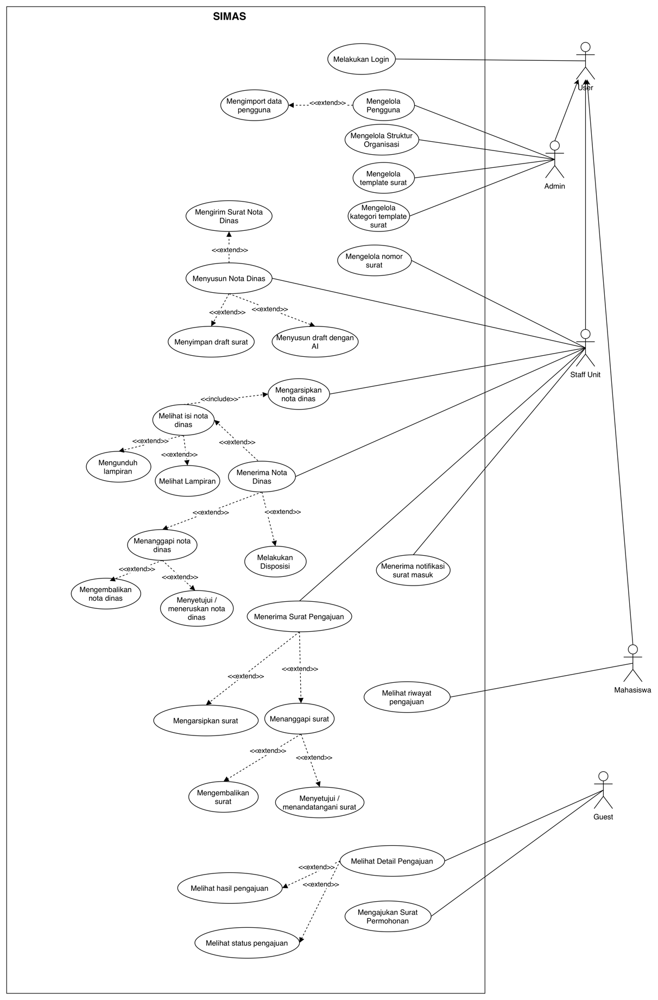 SIMAS
Melakukan Login
User
Mengimport data
pengguna
<<extend>>
Mengelola
Pengguna
Mengelola Struktur
Organisasi
Mengelola
template surat
Admin
Mengelola
kategori template
surat
Mengirim Surat Nota
Dinas
<<extend>>
Mengelola nomor
surat
Menyusun Nota Dinas
<<extend>>
<<extend>>
Menyimpan draft surat
Menyusun draft dengan
AI
Staff Unit
Mengarsipkan
nota dinas
<<include>>
Melihat isi nota
dinas
<<extend>>
<<extend>>
<<extend>>
Mengunduh
lampiran
Melihat Lampiran
Menerima Nota
Dinas
<<extend>>
<<extend>>
Menanggapi nota
dinas
Melakukan
Disposisi
Menerima notifikasi
surat masuk
<<extend>>
<<extend>>
Mengembalikan
nota dinas
Menyetujui /
meneruskan nota
dinas
Menerima Surat Pengajuan
<<extend>>
<<extend>>
Melihat riwayat
pengajuan
Mahasiswa
Mengarsipkan surat
Menanggapi surat
<<extend>>
<<extend>>
Mengembalikan
surat
Menyetujui /
menandatangani surat
Guest
Melihat Detail Pengajuan
<<extend>>
<<extend>>
Melihat hasil pengajuan
Mengajukan Surat
Permohonan
Melihat status pengajuan